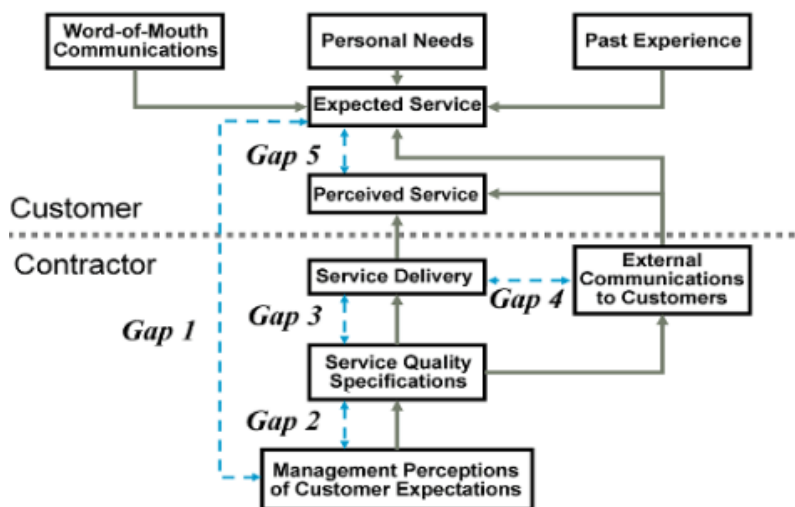 Word-of-Mouth
Communications
Personal Needs
Past Experience
Expected Service
Gap 5
Perceived Service
Customer
Contractor
Service Delivery
External
Communications
to Customers
Gap 4
Gap 3
Gap 1
Service Quality
Specifications
Gap 2
Management Perceptions
of Customer Expectations